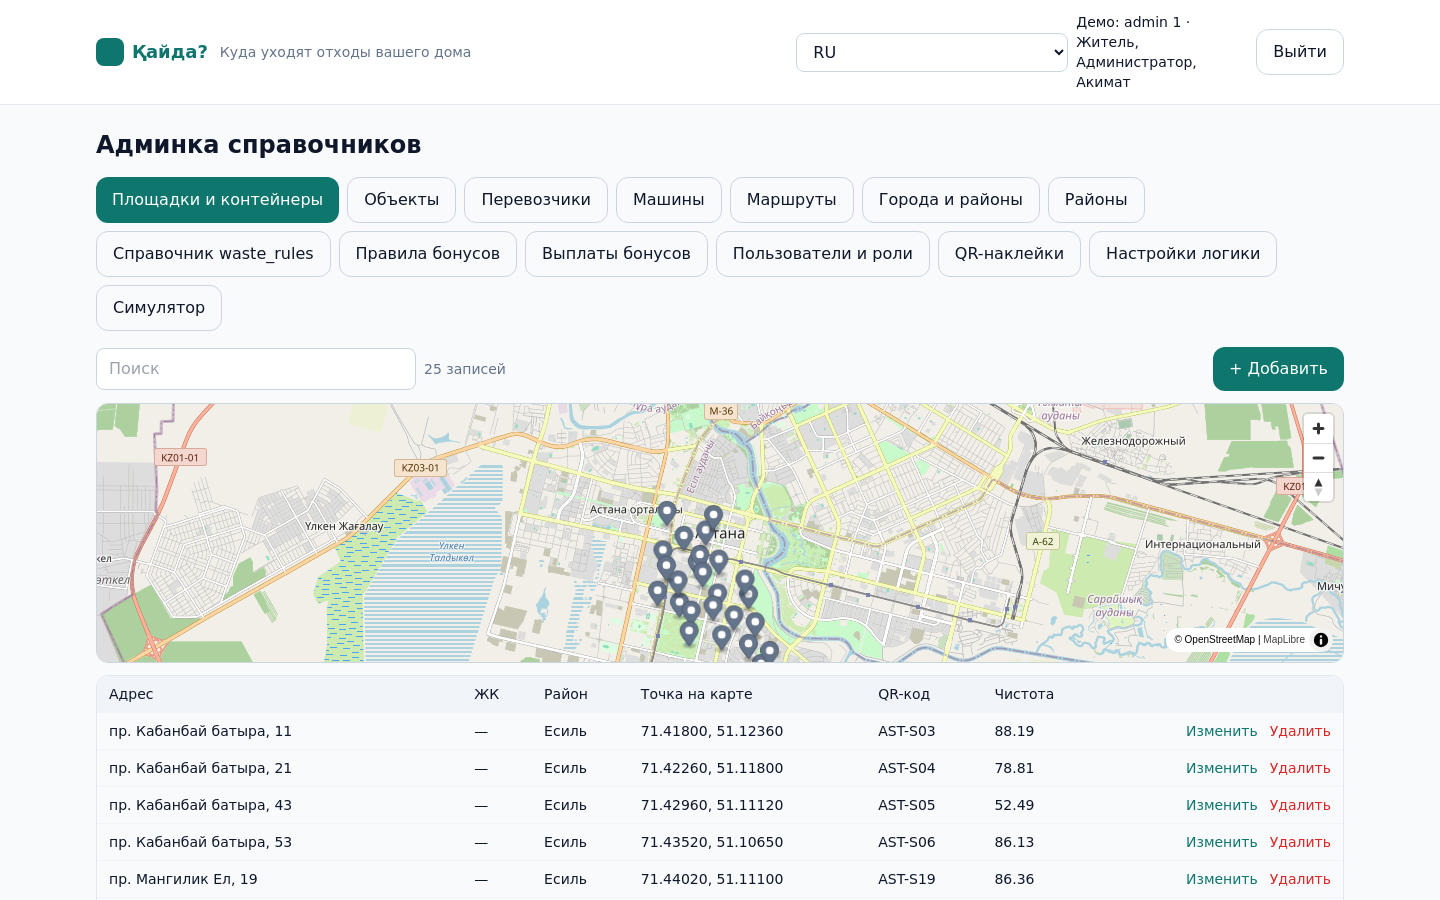 Қайда? Куда уходят отходы вашего дома
RU
Демо: admin 1 ·
Житель,
Администратор,
Акимат
Выйти
Админка справочников
Площадки и контейнеры Объекты Перевозчики Машины Маршруты Города и районы Районы
Справочник waste_rules Правила бонусов Выплаты бонусов Пользователи и роли QR-наклейки Настройки логики
Симулятор
Поиск 25 записей + Добавить
М-36
ауданы
Железнодорожный
KZ01-01
KZ03-01
Есіл ауданы
Үлкен Жағалау
Үлкен
Талдыкөл
А-62
Интернациональный
Сарайшық
ауданы
© OpenStreetMap | MapLibre
Адрес ЖК Район Точка на карте QR-код Чистота
пр. Кабанбай батыра, 11 — Есиль 71.41800, 51.12360 AST-S03 88.19 Изменить Удалить
пр. Кабанбай батыра, 21 — Есиль 71.42260, 51.11800 AST-S04 78.81 Изменить Удалить
пр. Кабанбай батыра, 43 — Есиль 71.42960, 51.11120 AST-S05 52.49 Изменить Удалить
пр. Кабанбай батыра, 53 — Есиль 71.43520, 51.10650 AST-S06 86.13 Изменить Удалить
пр. Мангилик Ел, 19 — Есиль 71.44020, 51.11100 AST-S19 86.36 Изменить Удалить